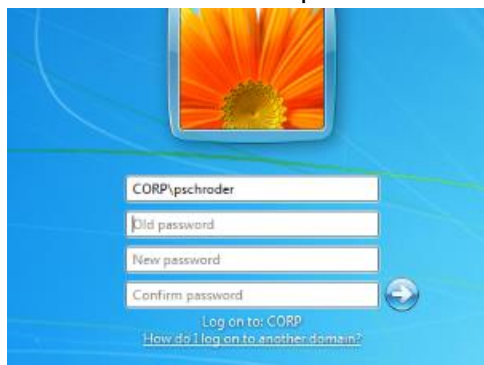 CORP\pschroder
Old password
New password
Confirm password
Log on to: CORP
How do I log on to another domain?